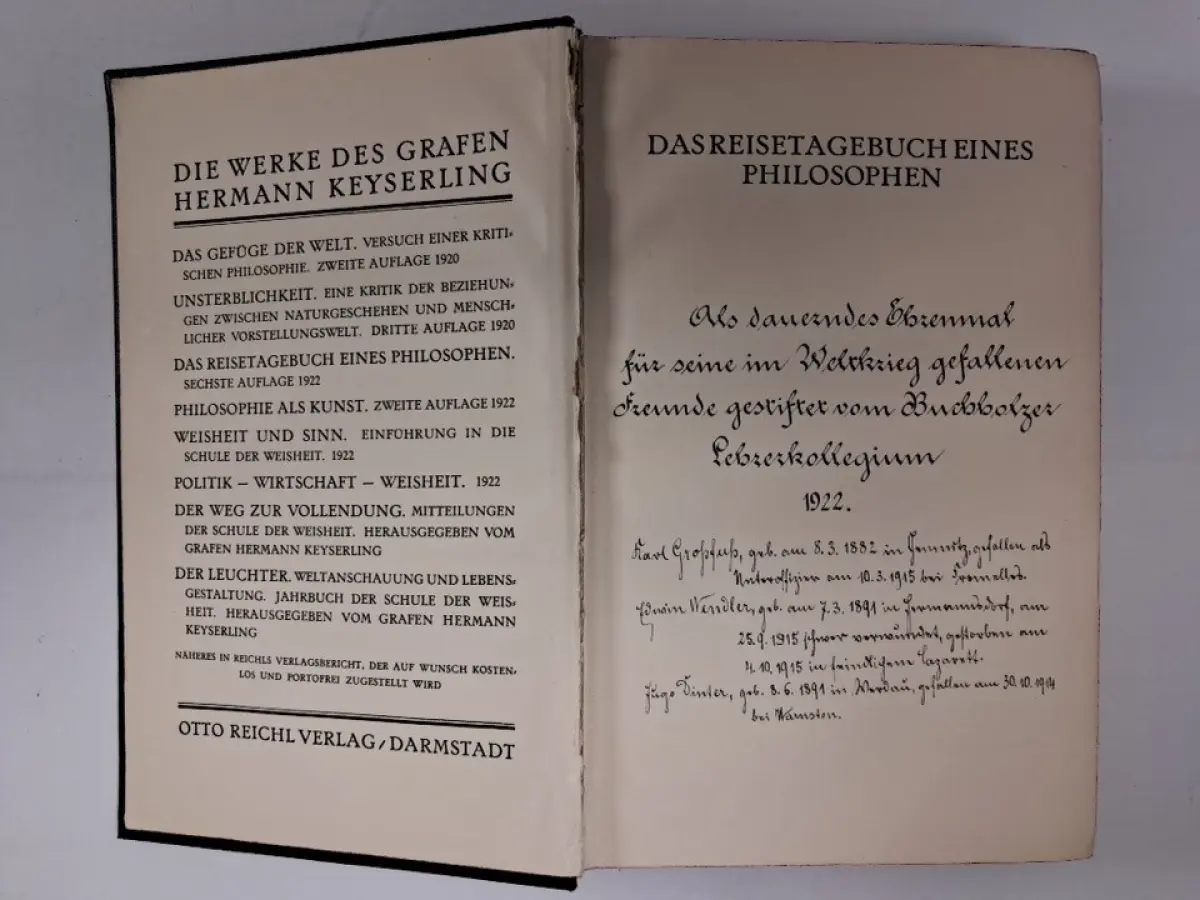 DIE WERKE DES GRAFEN
HERMANN KEYSERLING
DAS GEFÜGE DER WELT. VERSUCH EINER KRITI-
SCHEN PHILOSOPHIE. ZWEITE AUFLAGE 1920
UNSTERBLICHKEIT. EINE KRITIK DER BEZIEHUN-
GEN ZWISCHEN NATURGESCHEHEN UND MENSCH-
LICHER VORSTELLUNGSWELT. DRITTE AUFLAGE 1920
DAS REISETAGEBUCH EINES PHILOSOPHEN.
SECHSTE AUFLAGE 1922
PHILOSOPHIE ALS KUNST. ZWEITE AUFLAGE 1922
WEISHEIT UND SINN. EINFÜHRUNG IN DIE
SCHULE DER WEISHEIT. 1922
POLITIK – WIRTSCHAFT – WEISHEIT. 1922
DER WEG ZUR VOLLENDUNG. MITTEILUNGEN
DER SCHULE DER WEISHEIT. HERAUSGEGEBEN VOM
GRAFEN HERMANN KEYSERLING
DER LEUCHTER. WELTANSCHAUUNG UND LEBENS-
GESTALTUNG. JAHRBUCH DER SCHULE DER WEIS-
HEIT. HERAUSGEGEBEN VOM GRAFEN HERMANN
KEYSERLING
NÄHERES IN REICHLS VERLAGSBERICHT, DER AUF WUNSCH KOSTEN-
LOS UND PORTOFREI ZUGESTELLT WIRD
OTTO REICHL VERLAG / DARMSTADT
DAS REISETAGEBUCH EINES
PHILOSOPHEN
Als dauerndes Ehrenmal
für seine im Weltkrieg gefallenen
Freunde gestiftet vom Buchholzer
Lehrerkollegium
1922.
Karl Großfuß, geb. am 8.3.1882 in gefallen als
Unteroffizier am 10.3.1915 bei Fromelles.
Edwin Wendler, geb. am 7.3.1891 in Hermannsdorf, am
25.9.1915 schwer verwundet, gestorben am
4.10.1915 in feindlichem Lazarett.
Hugo Dinter, geb. 8.6.1891 in Werdau, gefallen am 30.10.1914
bei